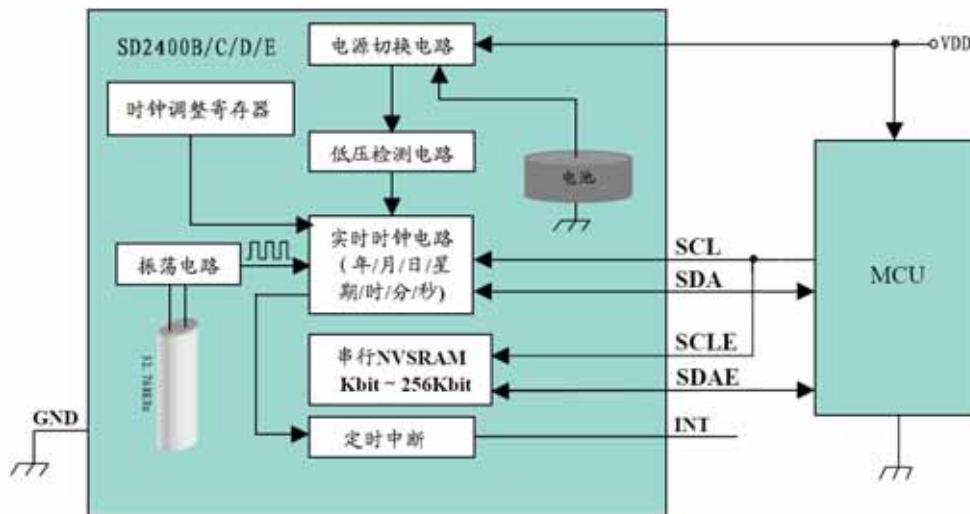 SD2400B/C/D/E
电源切换电路
VDD
时钟调整寄存器
低压检测电路
电池
实时时钟电路
(年/月/日/星
期/时/分/秒)
振荡电路
SCL
SDA
MCU
串行NVSRAM
Kbit ~ 256Kbit
SCLE
SDAE
32.768KHz
GND
定时中断
INT